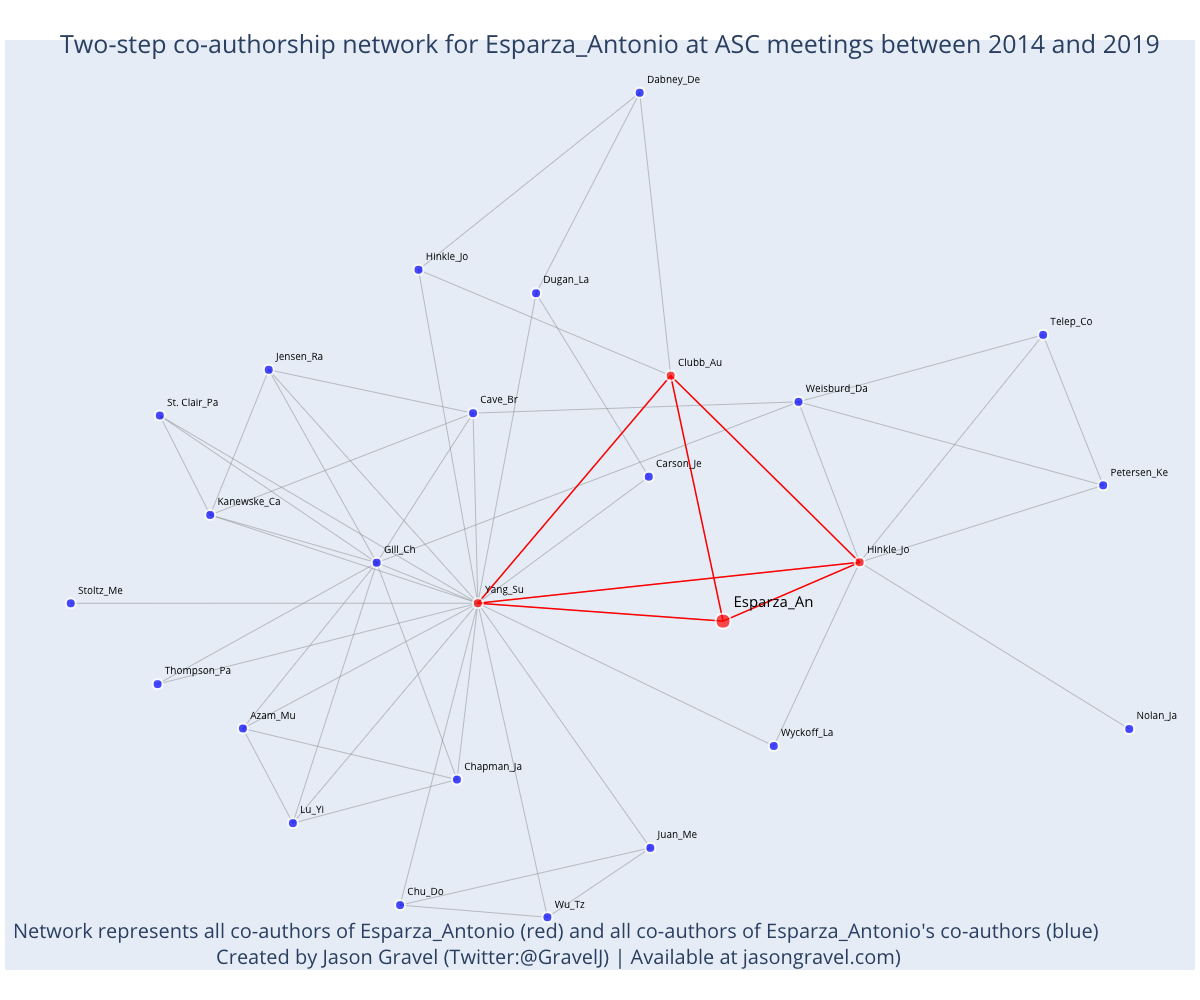 Two-step co-authorship network for Esparza_Antonio at ASC meetings between 2014 and 2019
Dabney_De
Hinkle_Jo
Dugan_La
Telep_Co
Jensen_Ra
Clubb_Au
Weisburd_Da
St. Clair_Pa
Cave_Br
Carson_Je
Petersen_Ke
Kanewske_Ca
Gill_Ch
Hinkle_Jo
Stoltz_Me
Yang_Su
Esparza_An
Thompson_Pa
Azam_Mu
Nolan_Ja
Wyckoff_La
Chapman_Ja
Lu_Yi
Juan_Me
Chu_Do
Wu_Tz
Network represents all co-authors of Esparza_Antonio (red) and all co-authors of Esparza_Antonio's co-authors (blue)
Created by Jason Gravel (Twitter:@GravelJ) | Available at jasongravel.com)